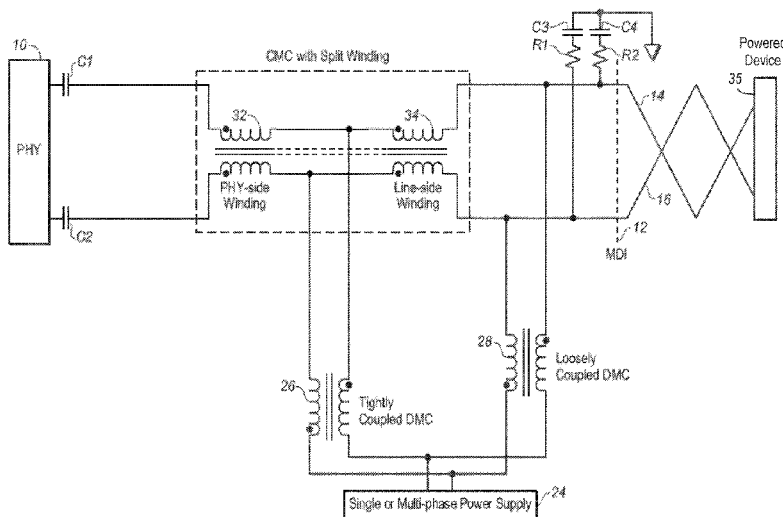 10
C1
PHY
C2
CMC with Split Winding
32
34
PHY-side
Winding
Line-side
Winding
C3
C4
R1
R2
Powered
Device
35
14
16
12
MDI
26
Tightly
Coupled DMC
28
Loosely
Coupled DMC
Single or Multi-phase Power Supply
24